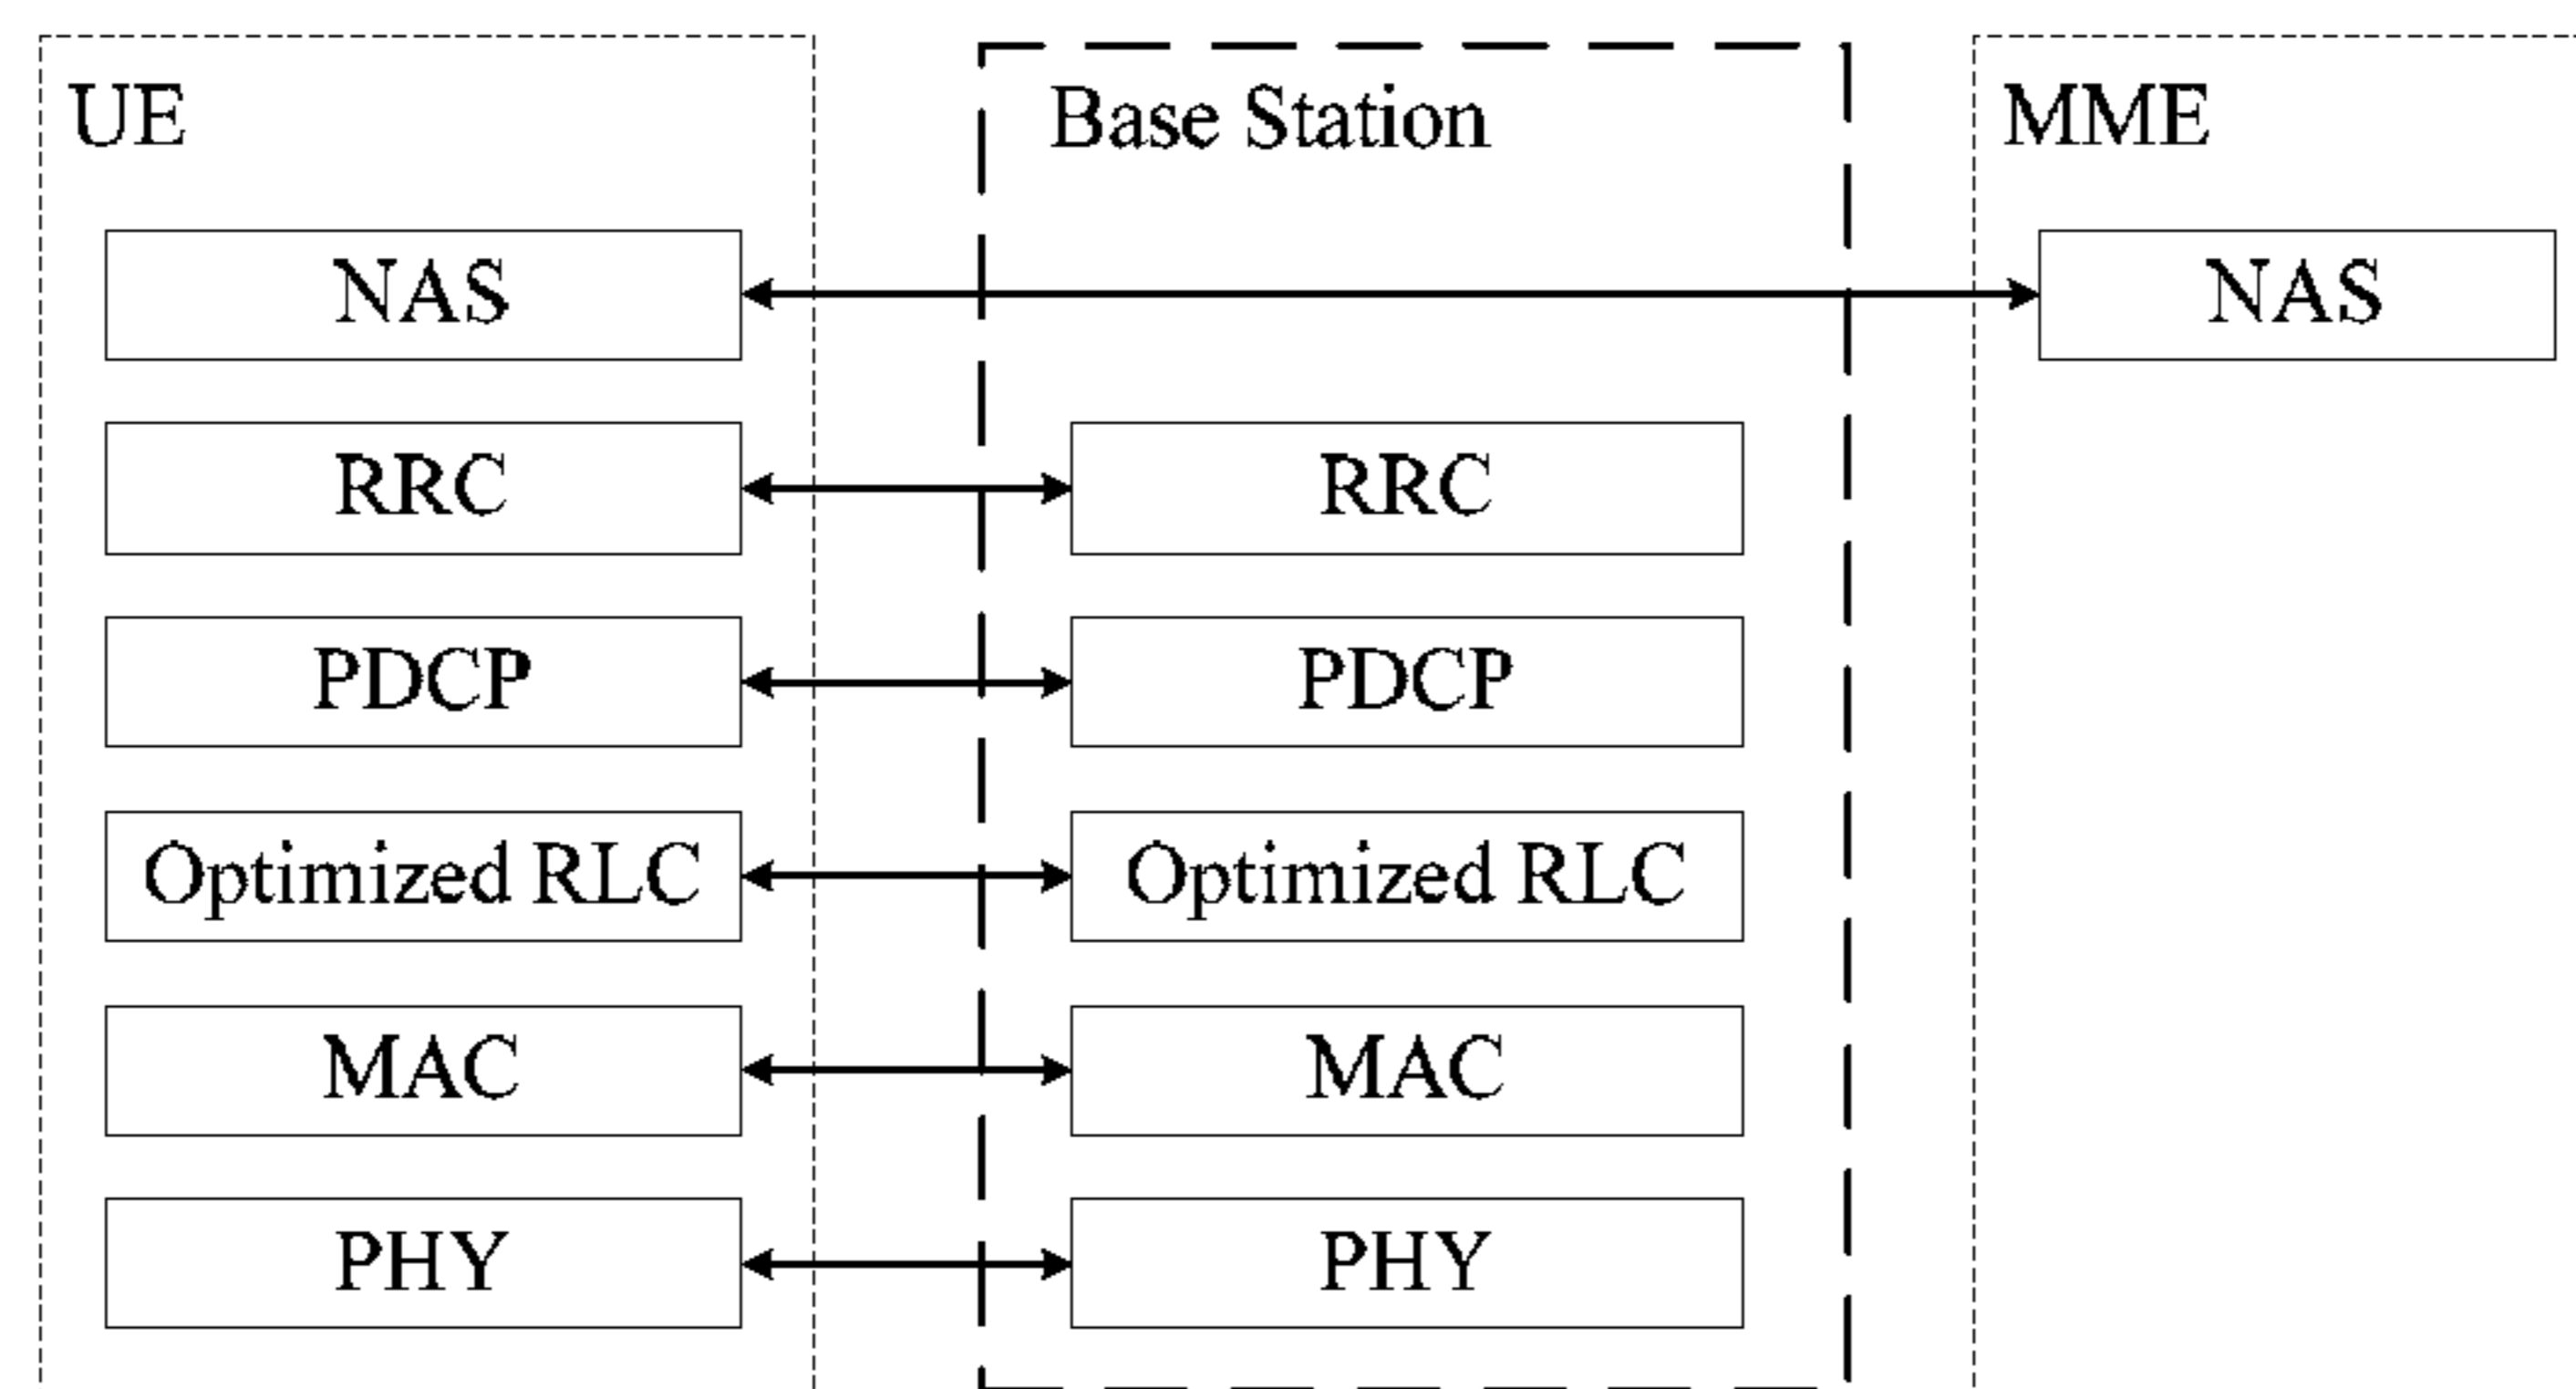 UE
Base Station
MME
NAS
NAS
RRC
RRC
PDCP
PDCP
Optimized RLC
Optimized RLC
MAC
MAC
PHY
PHY